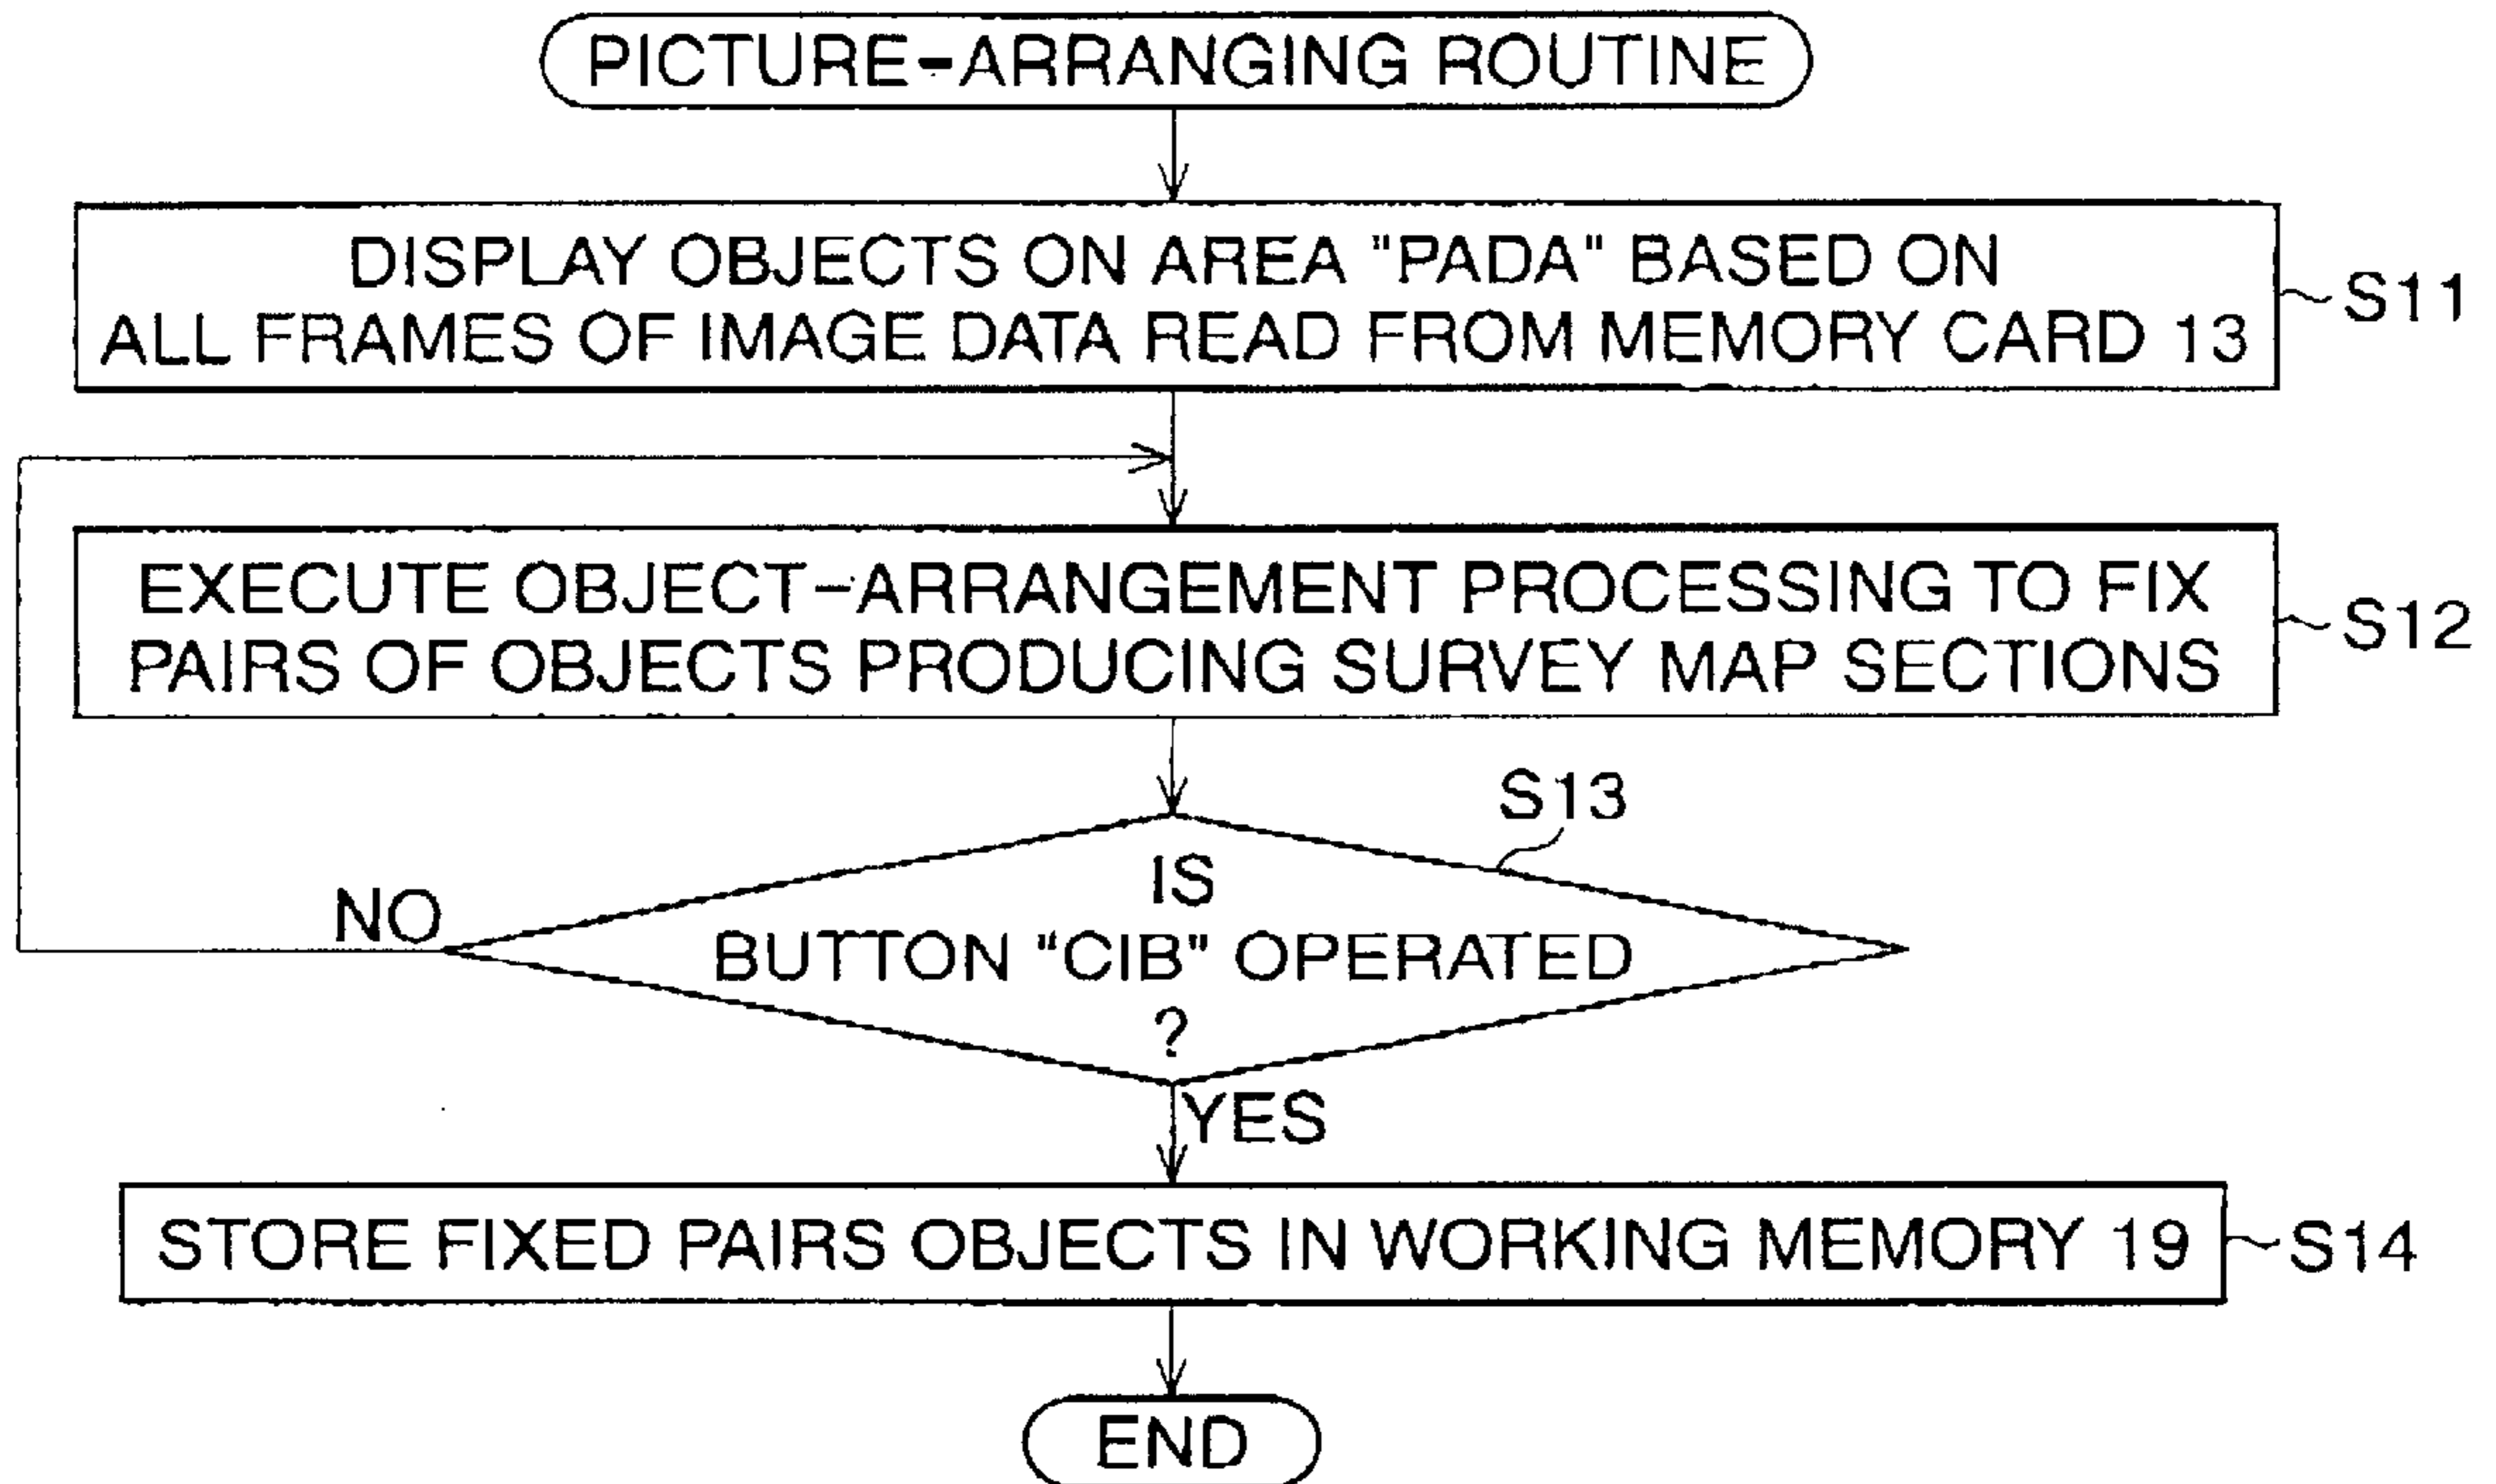 PICTURE-ARRANGING ROUTINE
DISPLAY OBJECTS ON AREA "PADA" BASED ON
ALL FRAMES OF IMAGE DATA READ FROM MEMORY CARD 13
S11
EXECUTE OBJECT-ARRANGEMENT PROCESSING TO FIX
PAIRS OF OBJECTS PRODUCING SURVEY MAP SECTIONS
S12
S13
IS
BUTTON "CIB" OPERATED
?
NO
YES
STORE FIXED PAIRS OBJECTS IN WORKING MEMORY 19
S14
END